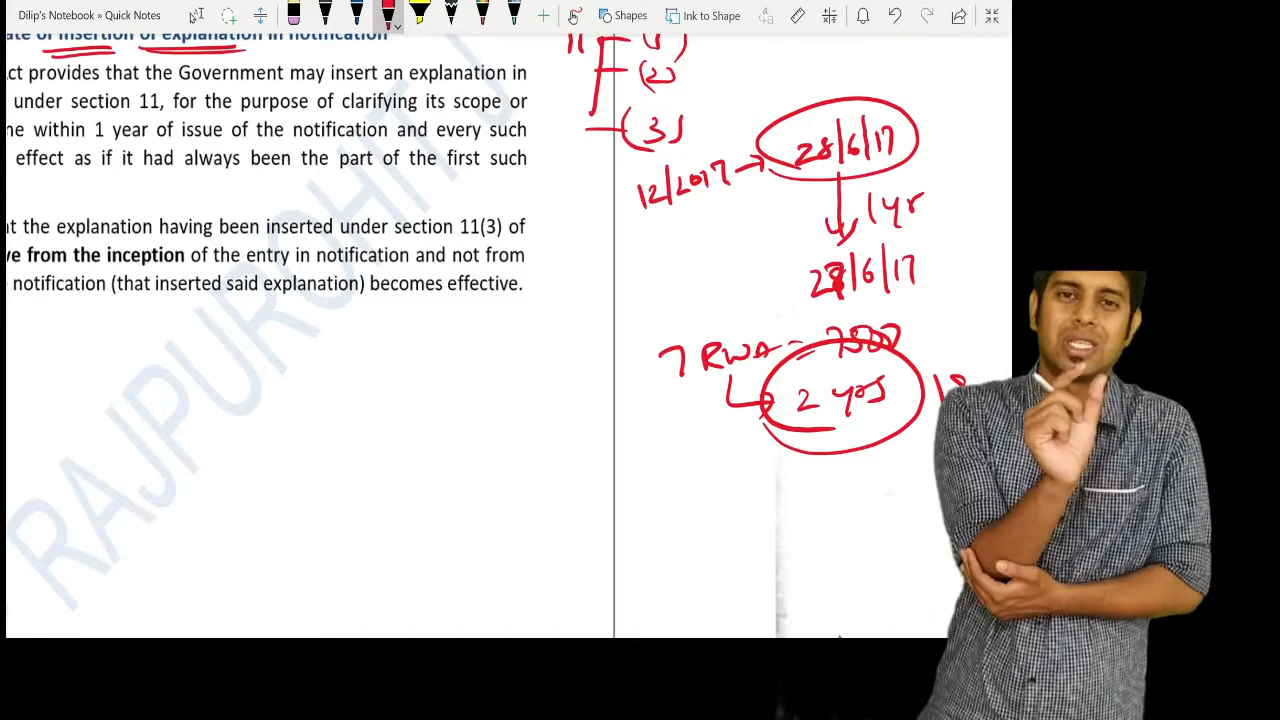 Dilip's Notebook » Quick Notes
Shapes
Ink to Shape
ate of insertion of explanation in notification
ct provides that the Government may insert an explanation in
under section 11, for the purpose of clarifying its scope or
ne within 1 year of issue of the notification and every such
effect as if it had always been the part of the first such
at the explanation having been inserted under section 11(3) of
ve from the inception of the entry in notification and not from
notification (that inserted said explanation) becomes effective.
RAJPUROHIT J
11
(1)
(2)
(3)
12/2017 → 28/6/17
1 yr
28/6/17
7 RWA - 7500
2 yrs
18